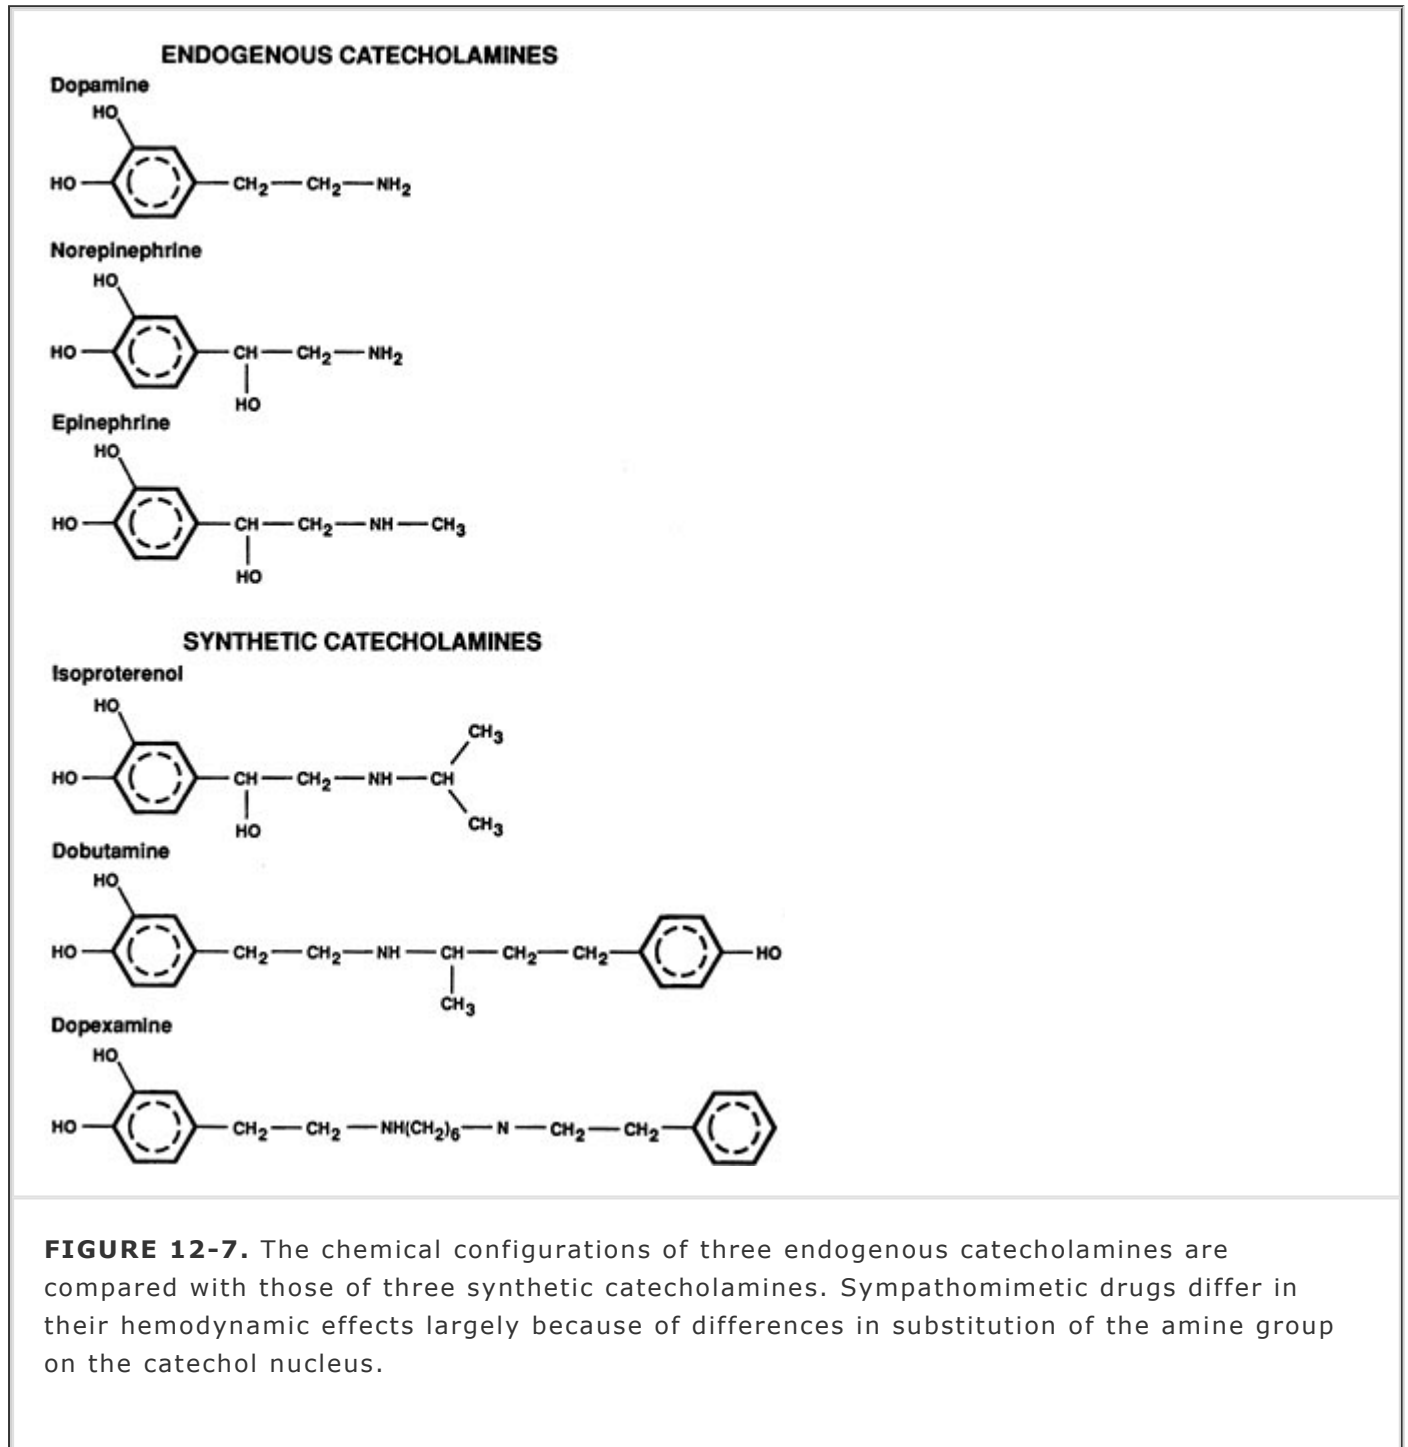 ENDOGENOUS CATECHOLAMINES
Dopamine
HO
HO CH2 CH2 NH2
Norepinephrine
HO
HO CH CH2 NH2
HO
Epinephrine
HO
HO CH CH2 NH CH3
HO
SYNTHETIC CATECHOLAMINES
Isoproterenol
HO
CH3
HO CH CH2 NH CH
CH3
HO
Dobutamine
HO
HO CH2 CH2 NH CH CH2 CH2 HO
CH3
Dopexamine
HO
HO CH2 CH2 NH(CH2)6 N CH2 CH2
FIGURE 12-7. The chemical configurations of three endogenous catecholamines are
compared with those of three synthetic catecholamines. Sympathomimetic drugs differ in
their hemodynamic effects largely because of differences in substitution of the amine group
on the catechol nucleus.